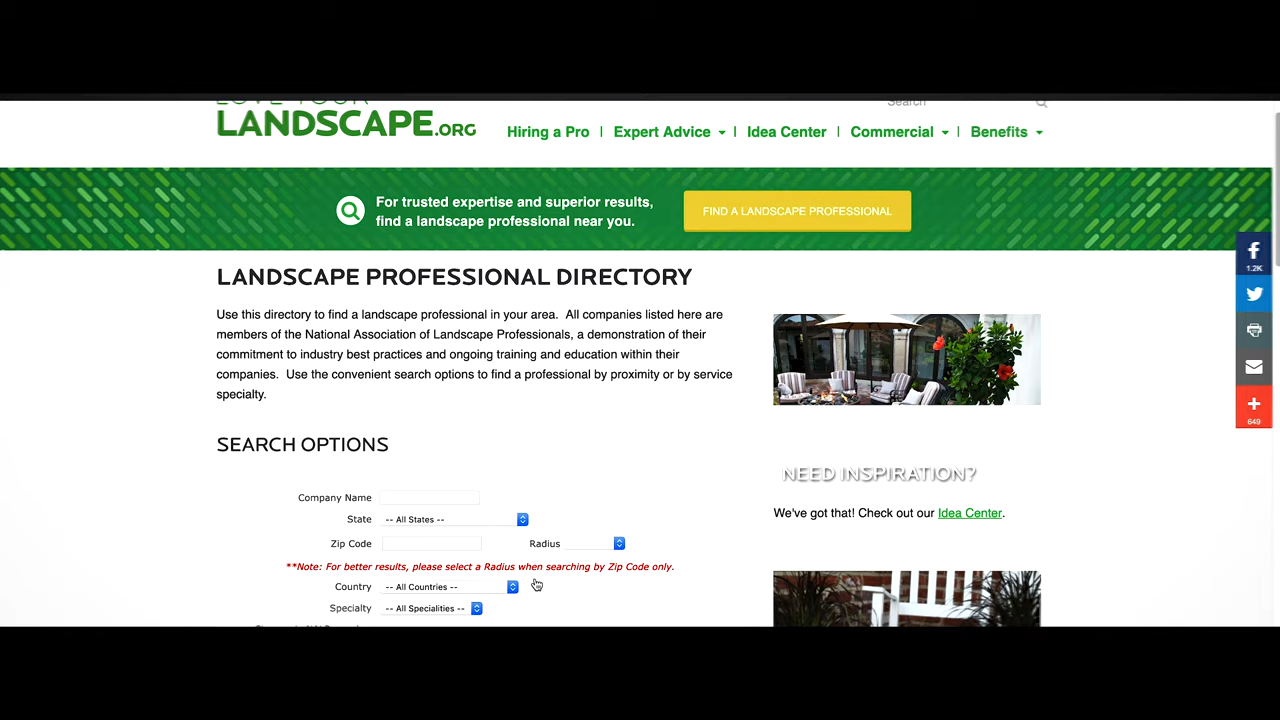 LOVE YOUR
Search
LANDSCAPE.ORG
Hiring a Pro | Expert Advice | Idea Center | Commercial | Benefits
For trusted expertise and superior results,
find a landscape professional near you.
FIND A LANDSCAPE PROFESSIONAL
1.2K
LANDSCAPE PROFESSIONAL DIRECTORY
Use this directory to find a landscape professional in your area. All companies listed here are
members of the National Association of Landscape Professionals, a demonstration of their
commitment to industry best practices and ongoing training and education within their
companies. Use the convenient search options to find a professional by proximity or by service
specialty.
649
SEARCH OPTIONS
NEED INSPIRATION?
We've got that! Check out our Idea Center.
Company Name
State -- All States --
Zip Code Radius
**Note: For better results, please select a Radius when searching by Zip Code only.
Country -- All Countries --
Specialty -- All Specialities --